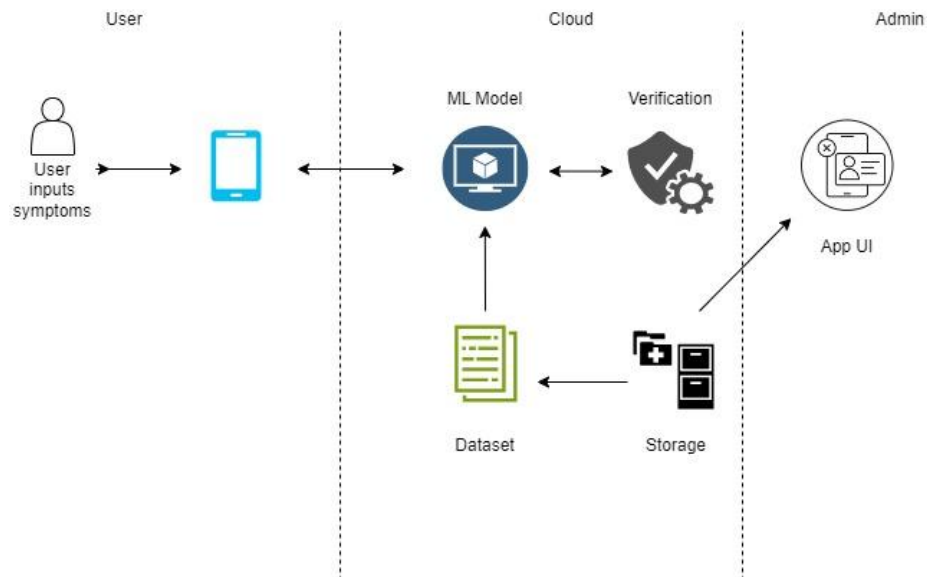 User
Cloud
Admin
ML Model
Verification
User
inputs
symptoms
App UI
Dataset
Storage